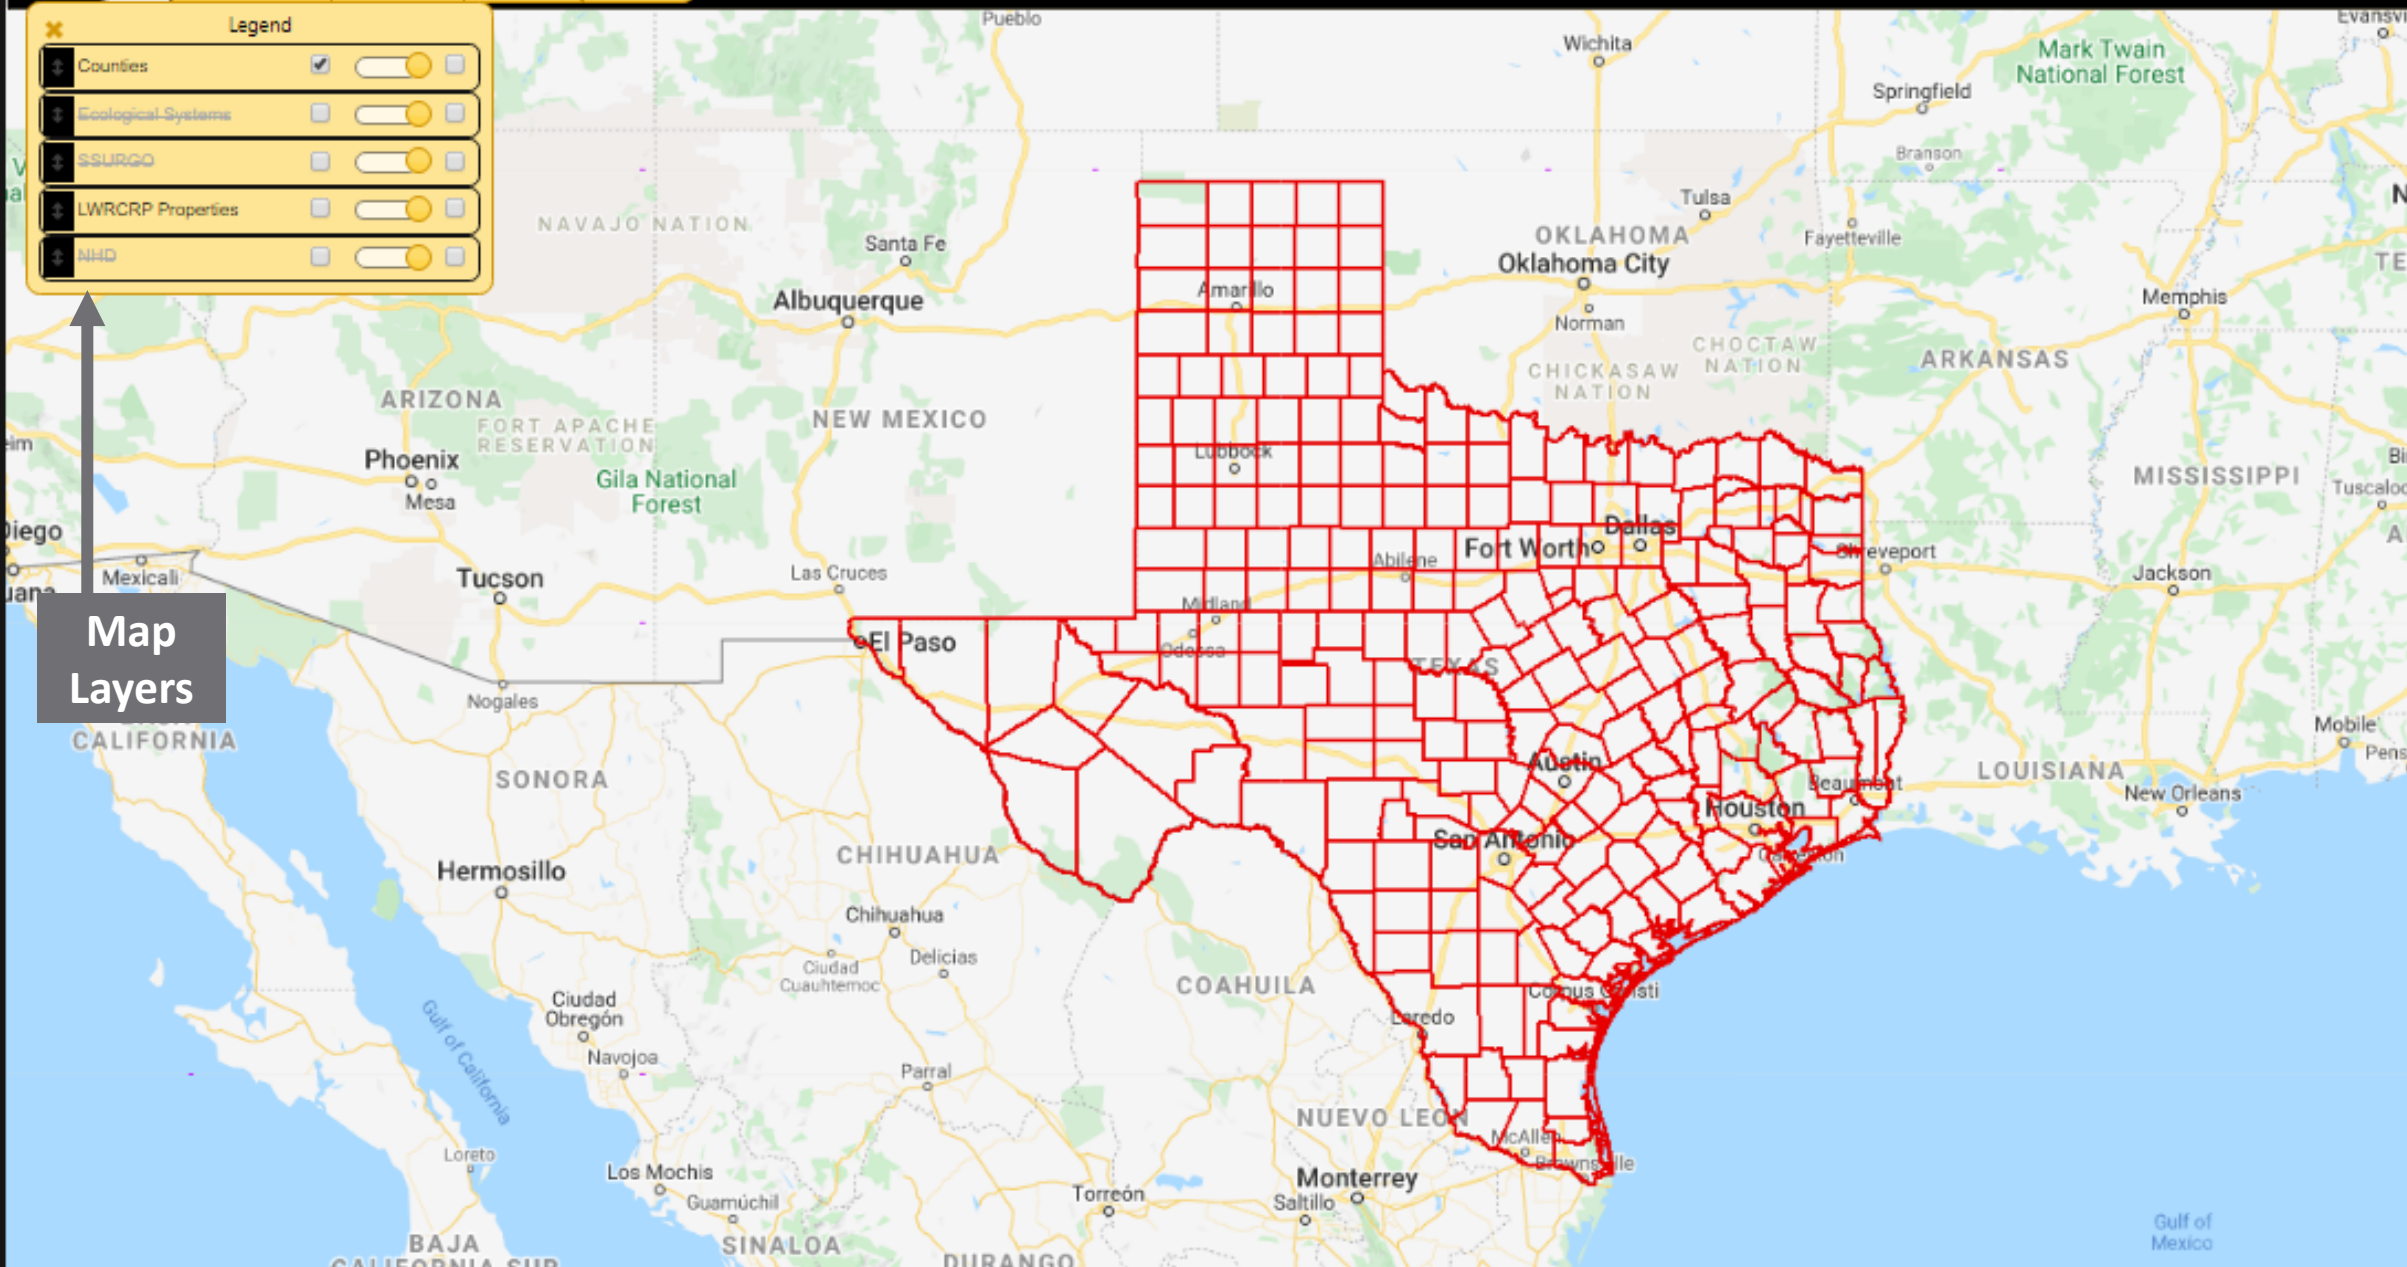 Legend
Counties
Ecological Systems
SSURGO
LWRCRP Properties
NHD
Map
Layers
Pueblo
Wichita
Mark Twain
National Forest
Springfield
Branson
Tulsa
NAVAJO NATION
Santa Fe
OKLAHOMA
Oklahoma City
Fayetteville
Albuquerque
Amarillo
Norman
Memphis
CHOCTAW
NATION
CHICKASAW
NATION
ARKANSAS
ARIZONA
FORT APACHE
RESERVATION
NEW MEXICO
Phoenix
Mesa
Gila National
Forest
Lubbock
MISSISSIPPI
Diego
Mexicali
Tucson
Las Cruces
Abilene
Fort Worth
Dallas
Shreveport
Jackson
Midland
Odessa
El Paso
TEXAS
Nogales
CALIFORNIA
SONORA
Austin
Beaumont
Houston
LOUISIANA
New Orleans
Mobile
San Antonio
Hermosillo
CHIHUAHUA
Chihuahua
Delicias
Ciudad
Cuauhtemoc
COAHUILA
Corpus Christi
Ciudad
Obregón
Laredo
Gulf of California
Navojoa
Parral
NUEVO LEON
McAllen
Brownsville
Loreto
Los Mochis
Guamúchil
Torreón
Monterrey
Saltillo
SINALOA
DURANGO
BAJA
CALIFORNIA SUR
Gulf of
Mexico